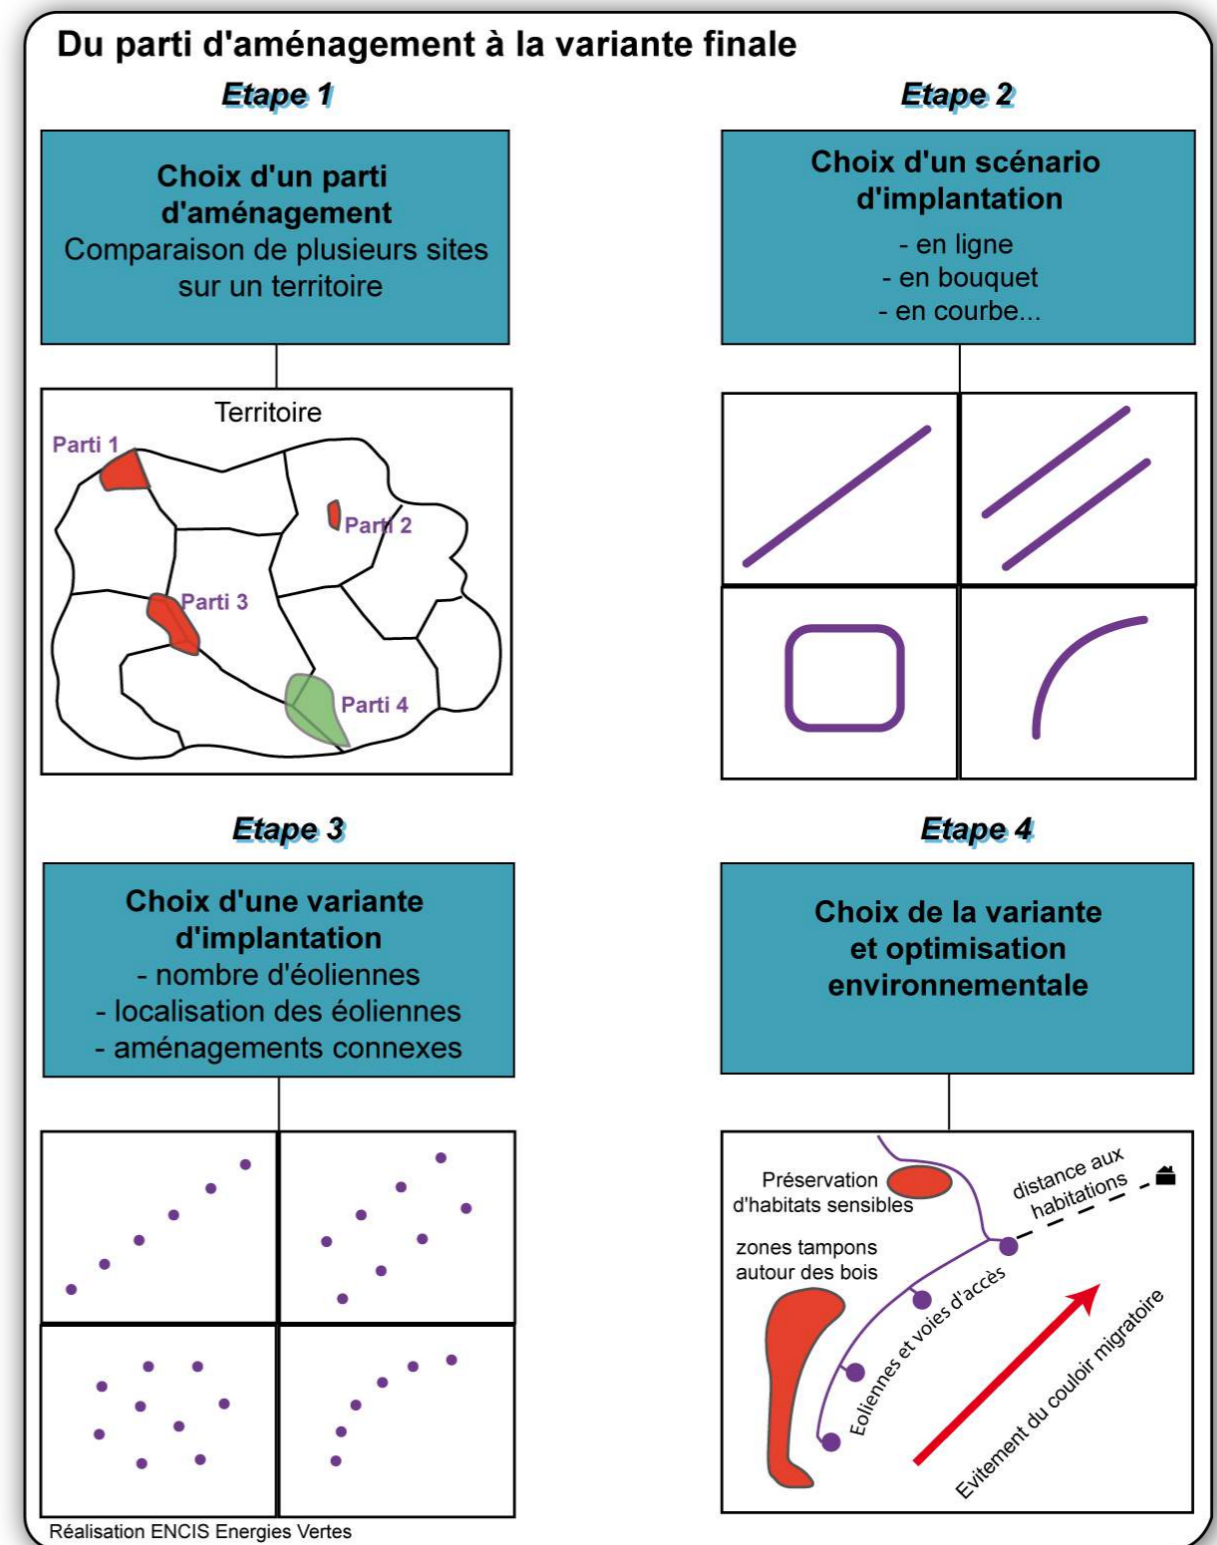 Du parti d'aménagement à la variante finale
Etape 1
Choix d'un parti
d'aménagement
Comparaison de plusieurs sites
sur un territoire
Territoire
Parti 1
Parti 2
Parti 3
Parti 4
Etape 2
Choix d'un scénario
d'implantation
- en ligne
- en bouquet
- en courbe...
Etape 3
Choix d'une variante
d'implantation
- nombre d'éoliennes
- localisation des éoliennes
- aménagements connexes
Etape 4
Choix de la variante
et optimisation
environnementale
Préservation
d'habitats sensibles
distance aux
habitations
zones tampons
autour des bois
Eoliennes et voies d'accès
Evitement du couloir migratoire
Réalisation ENCIS Energies Vertes